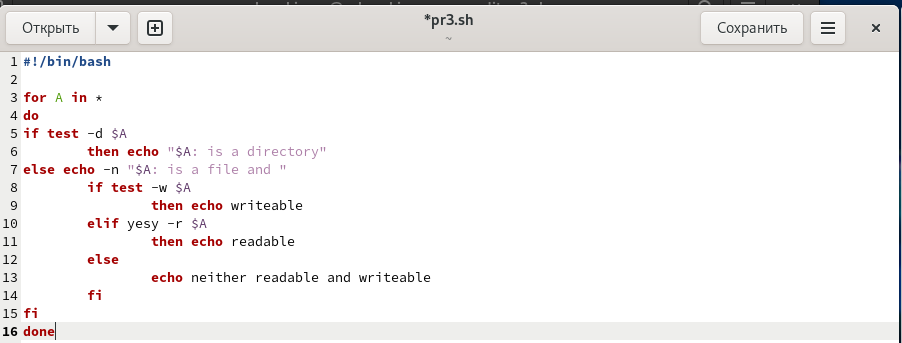 Открыть
*pr3.sh
~
Сохранить
1 #!/bin/bash
2
3 for A in *
4 do
5 if test -d $A
6         then echo "$A: is a directory"
7 else echo -n "$A: is a file and "
8         if test -w $A
9                 then echo writeable
10         elif yesy -r $A
11                 then echo readable
12         else
13                 echo neither readable and writeable
14         fi
15 fi
16 done